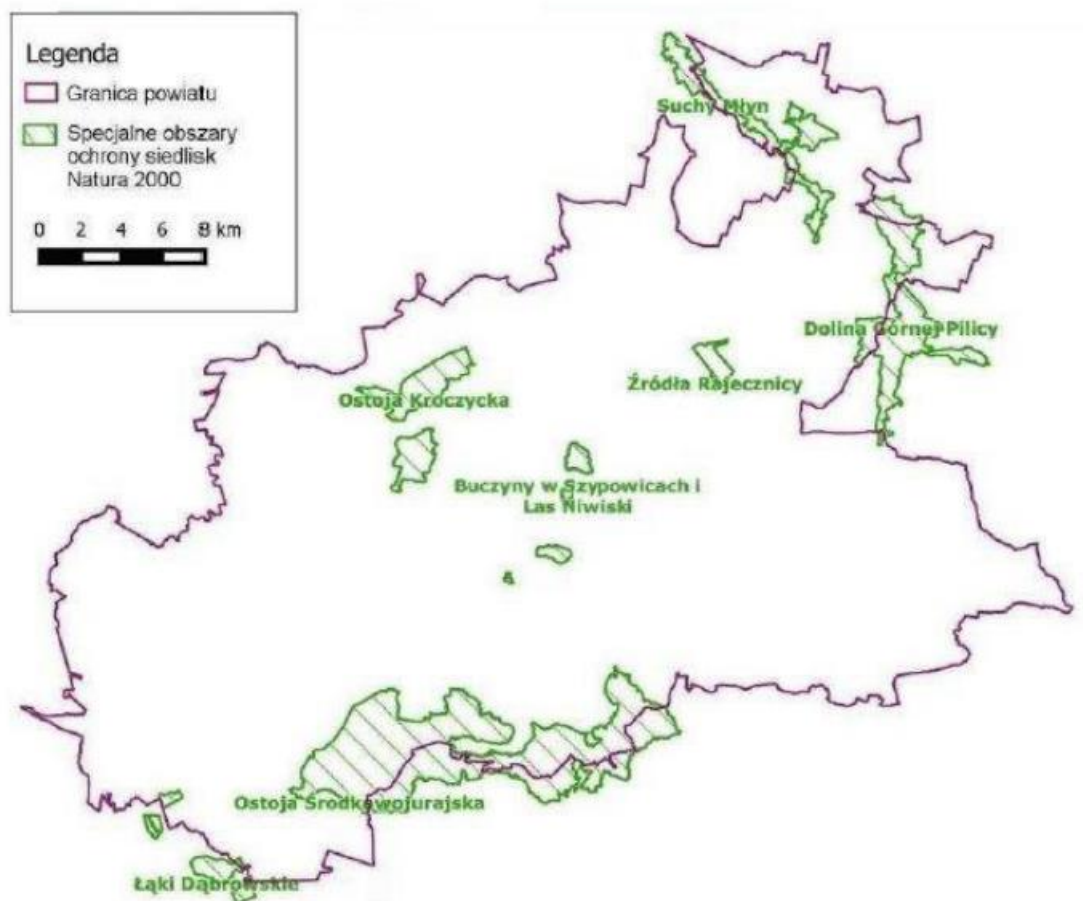 Legenda
Granica powiatu
Specjalne obszary
ochrony siedlisk
Natura 2000
0 2 4 6 8 km
Suchy Młyn
Dolina Górnej Pilicy
Źródła Rajecznicy
Ostoja Kroczycka
Buczyny w Szypowicach i
Las Niwiski
Ostoja Środkowojurajska
Łąki Dąbrowskie